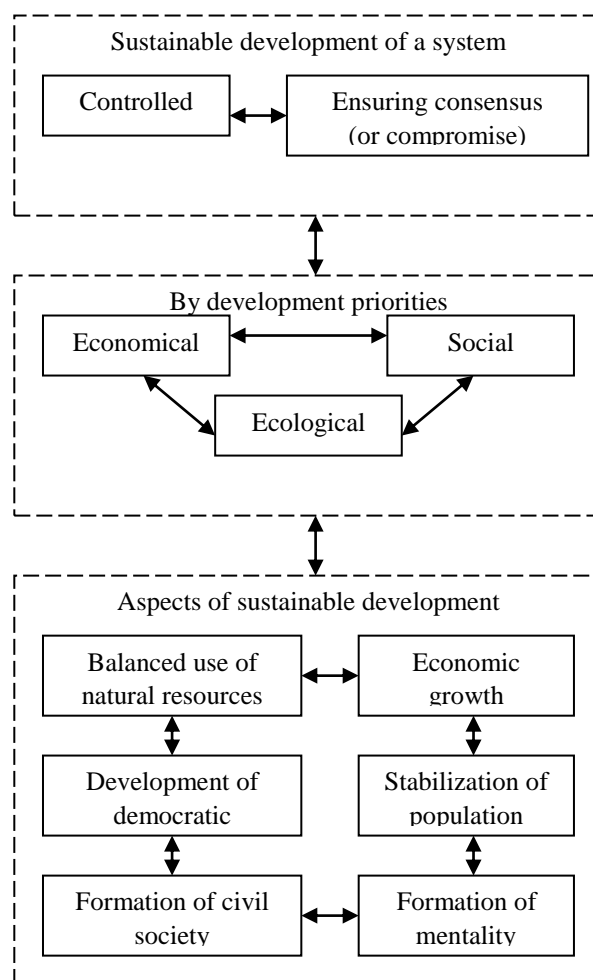 Sustainable development of a system
Controlled
Ensuring consensus
(or compromise)
By development priorities
Economical
Social
Ecological
Aspects of sustainable development
Balanced use of
natural resources
Economic
growth
Development of
democratic
Stabilization of
population
Formation of civil
society
Formation of
mentality